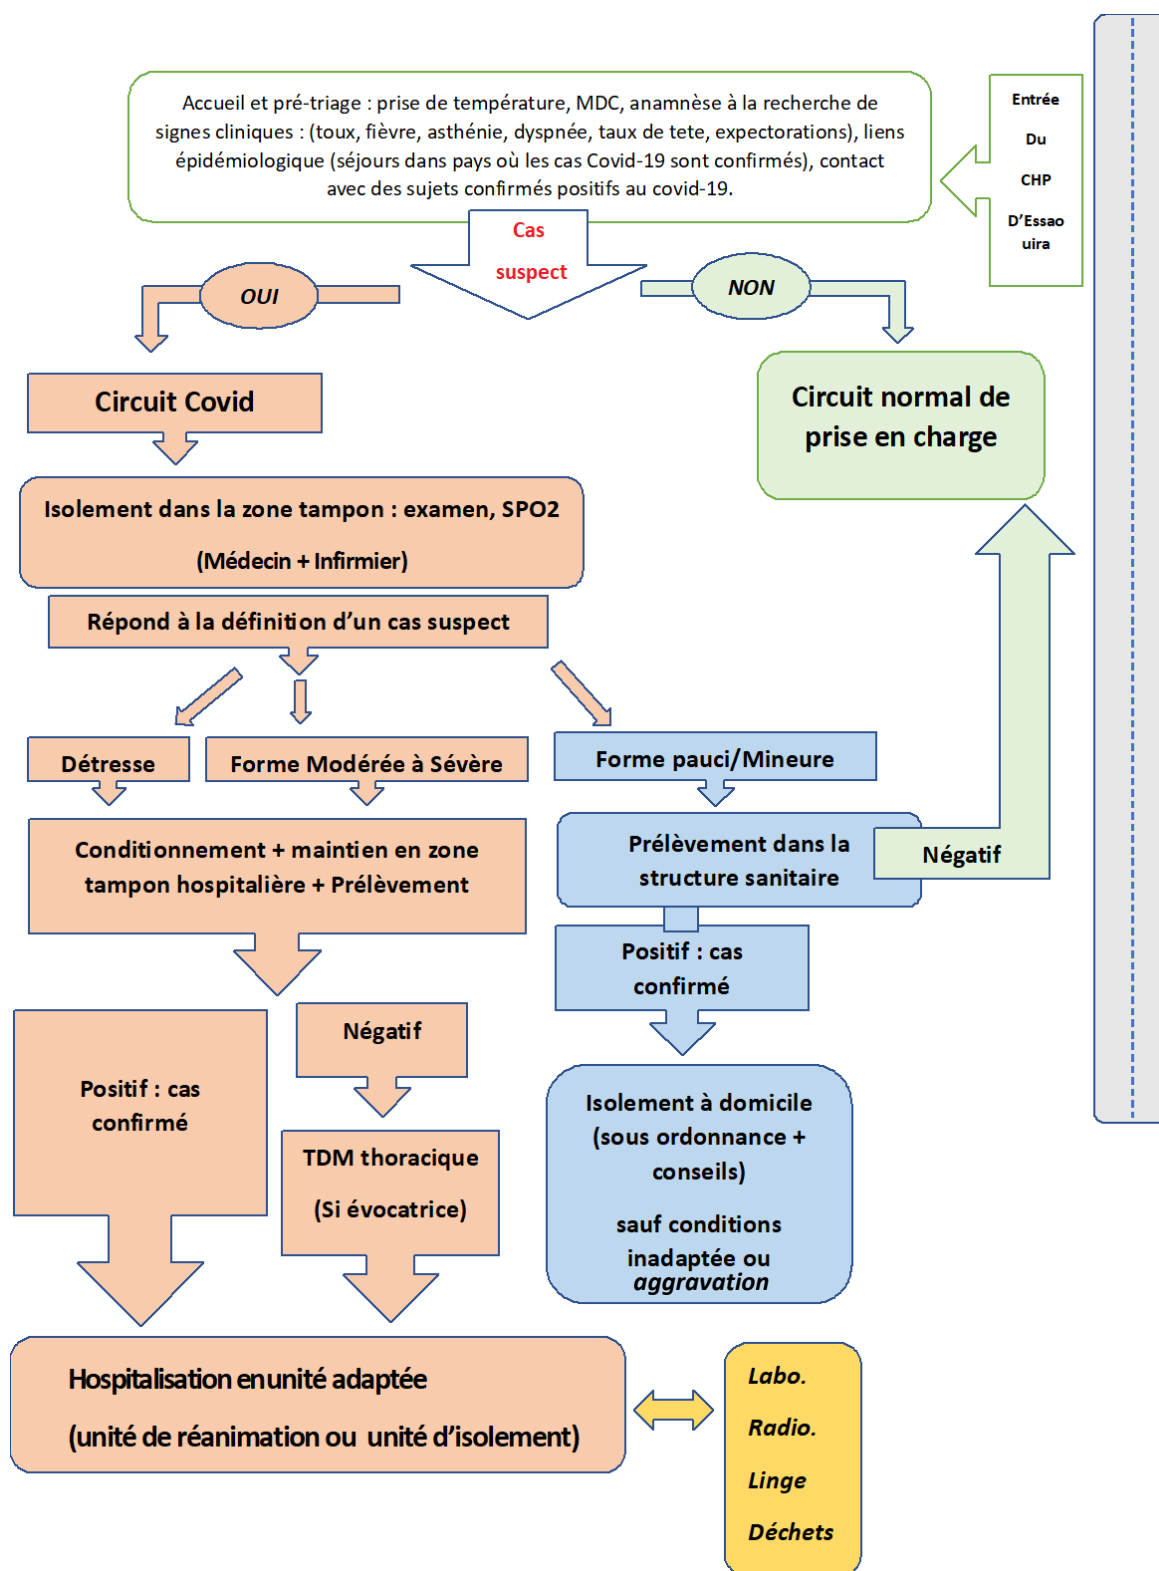 Accueil et pré-triage : prise de température, MDC, anamnèse à la recherche de
signes cliniques : (toux, fièvre, asthénie, dyspnée, taux de tete, expectorations), liens
épidémiologique (séjours dans pays où les cas Covid-19 sont confirmés), contact
avec des sujets confirmés positifs au covid-19.
Entrée
Du
CHP
D’Essao
uira
Cas
suspect
OUI
NON
Circuit Covid
Circuit normal de
prise en charge
Isolement dans la zone tampon : examen, SPO2
(Médecin + Infirmier)
Répond à la définition d’un cas suspect
Détresse
Forme Modérée à Sévère
Forme pauci/Mineure
Conditionnement + maintien en zone
tampon hospitalière + Prélèvement
Prélèvement dans la
structure sanitaire
Négatif
Positif : cas
confirmé
Positif : cas
confirmé
Négatif
TDM thoracique
(Si évocatrice)
Isolement à domicile
(sous ordonnance +
conseils)
sauf conditions
inadaptée ou
aggravation
Hospitalisation en unité adaptée
(unité de réanimation ou unité d’isolement)
Labo.
Radio.
Linge
Déchets